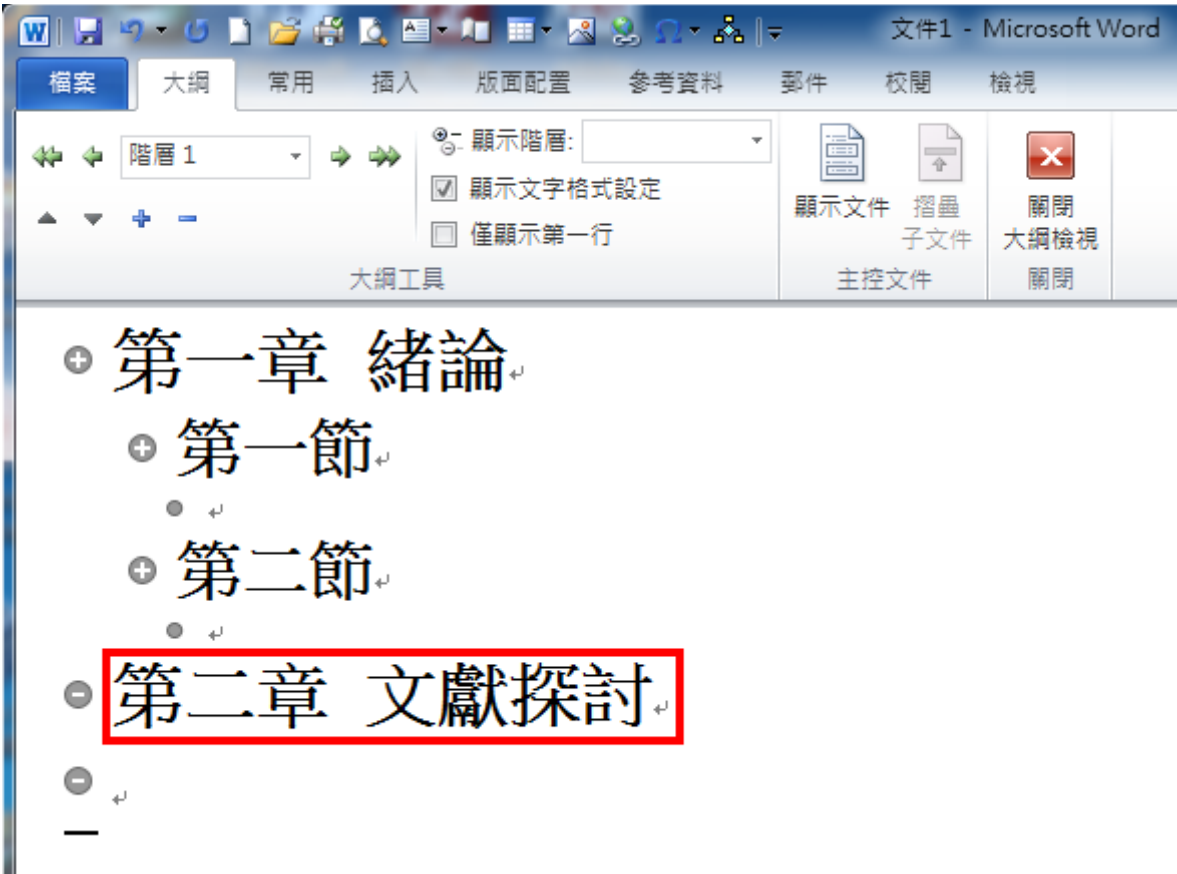 文件1 - Microsoft Word
檔案 大綱 常用 插入 版面配置 參考資料 郵件 校閱 檢視
階層 1
顯示階層:
顯示文字格式設定
僅顯示第一行
大綱工具
顯示文件
摺疊
子文件
主控文件
關閉
大綱檢視
關閉
第一章 緒論
第一節
第二節
第二章 文獻探討